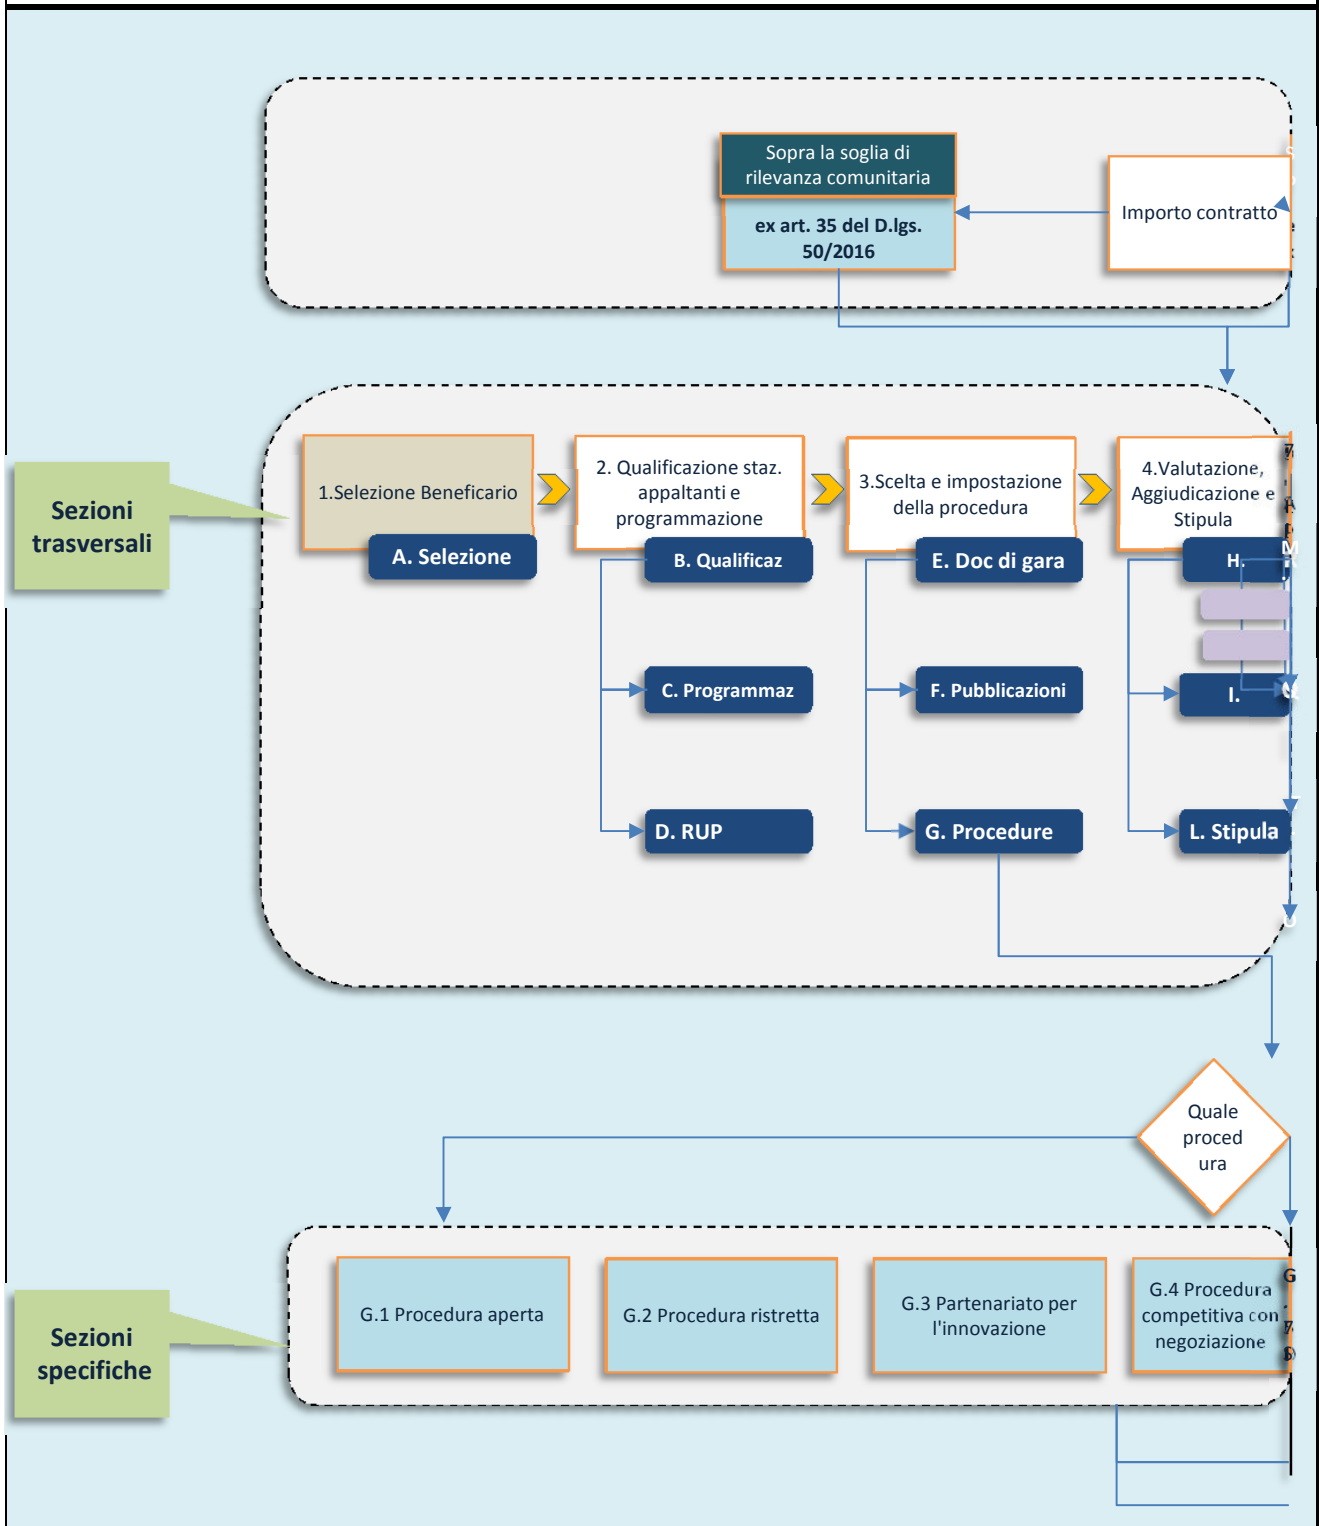 Sopra la soglia di
rilevanza comunitaria
ex art. 35 del D.lgs.
50/2016
Importo contratto
Sezioni
trasversali
1.Selezione Beneficario
2. Qualificazione staz.
appaltanti e
programmazione
3.Scelta e impostazione
della procedura
4.Valutazione,
Aggiudicazione e
Stipula
A. Selezione
B. Qualificaz
E. Doc di gara
H.
C. Programmaz
F. Pubblicazioni
I.
D. RUP
G. Procedure
L. Stipula
Quale
proced
ura
Sezioni
specifiche
G.1 Procedura aperta
G.2 Procedura ristretta
G.3 Partenariato per
l'innovazione
G.4 Procedura
competitiva con
negoziazione